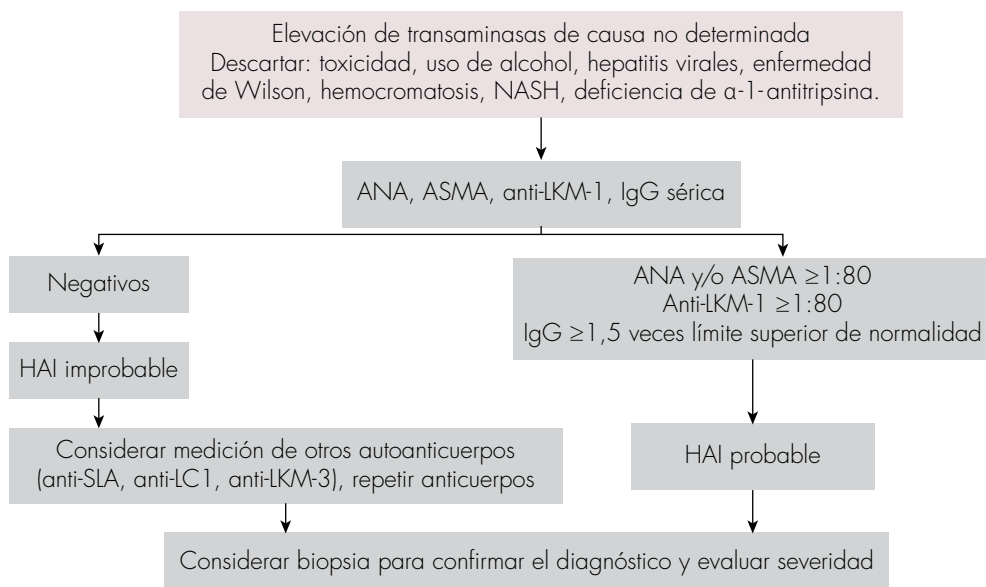 Elevación de transaminasas de causa no determinada
Descartar: toxicidad, uso de alcohol, hepatitis virales, enfermedad
de Wilson, hemocromatosis, NASH, deficiencia de α-1-antitripsina.
ANA, ASMA, anti-LKM-1, IgG sérica
Negativos
HAI improbable
Considerar medición de otros autoanticuerpos
(anti-SLA, anti-LC1, anti-LKM-3), repetir anticuerpos
ANA y/o ASMA ≥1:80
Anti-LKM-1 ≥1:80
IgG ≥1,5 veces límite superior de normalidad
HAI probable
Considerar biopsia para confirmar el diagnóstico y evaluar severidad